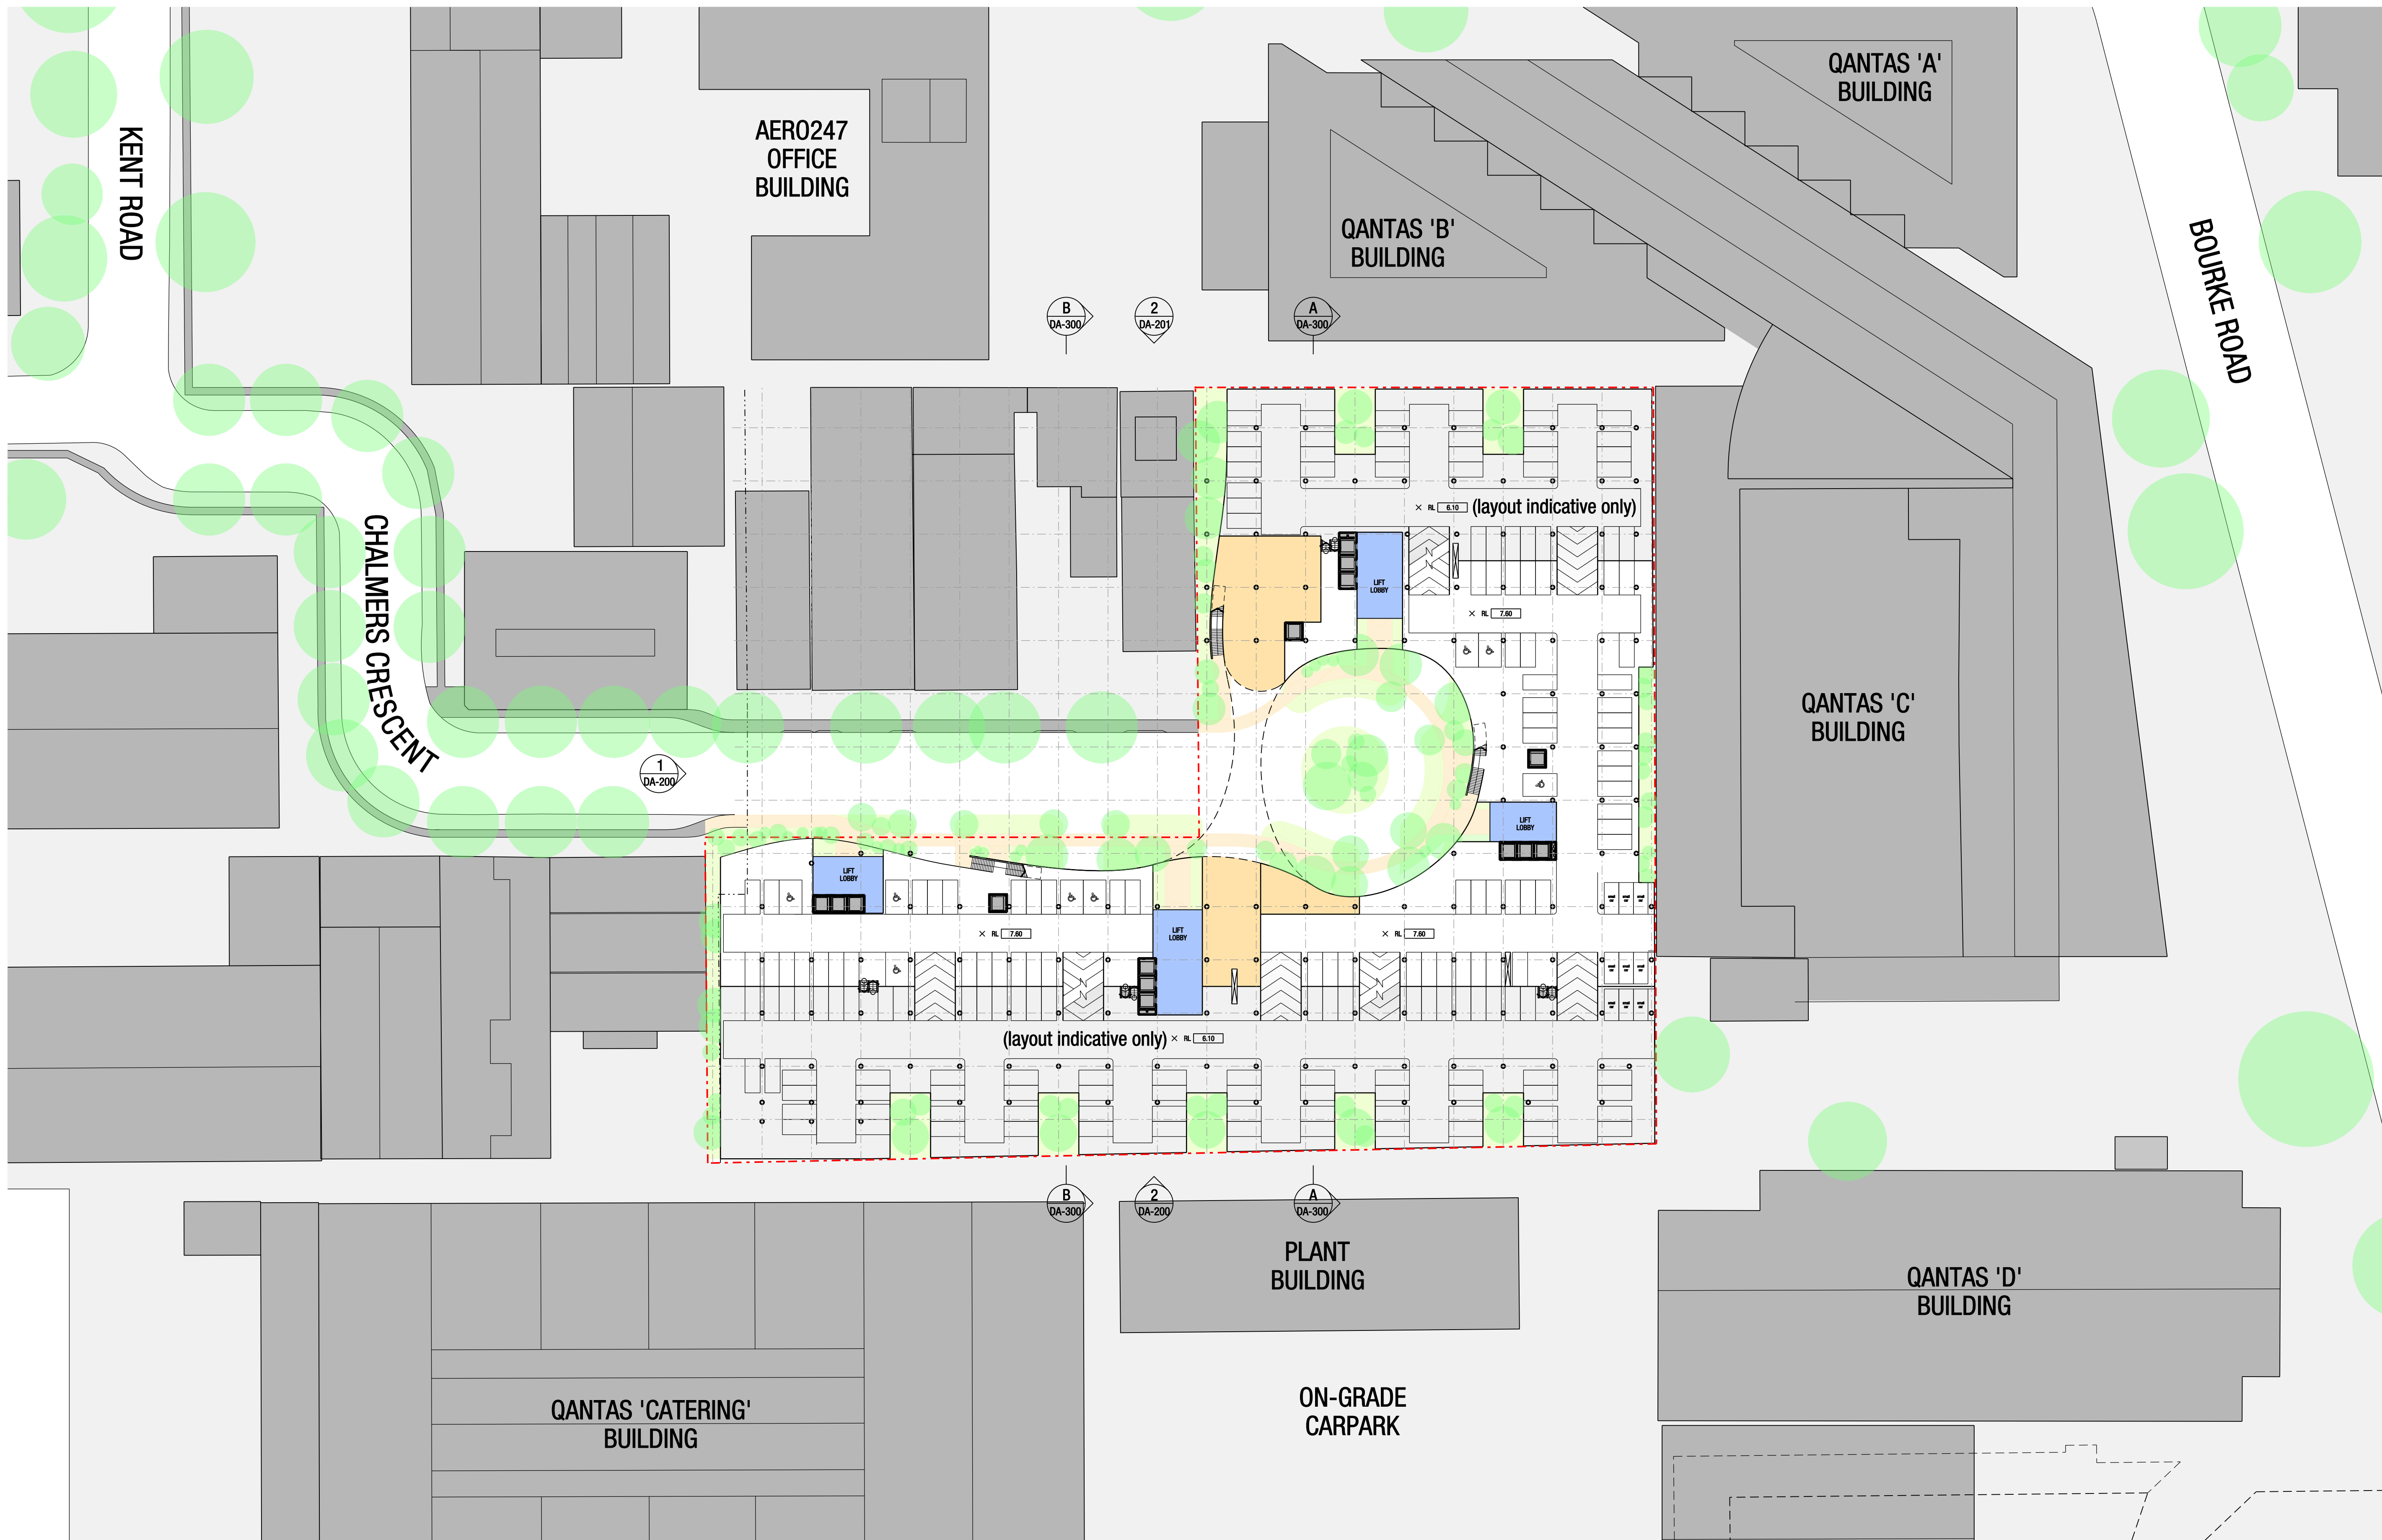 QANTAS 'A'
BUILDING
KENT ROAD
AERO247
OFFICE
BUILDING
QANTAS 'B'
BUILDING
BOURKE ROAD
B
DA-300
2
DA-201
A
DA-300
× RL 6.10 (layout indicative only)
CHALMERS CRESCENT
LIFT
LOBBY
× RL 7.60
QANTAS 'C'
BUILDING
1
DA-200
LIFT
LOBBY
LIFT
LOBBY
LIFT
LOBBY
× RL 7.60
× RL 7.60
(layout indicative only) × RL 6.10
B
DA-300
2
DA-200
A
DA-300
PLANT
BUILDING
QANTAS 'D'
BUILDING
QANTAS 'CATERING'
BUILDING
ON-GRADE
CARPARK